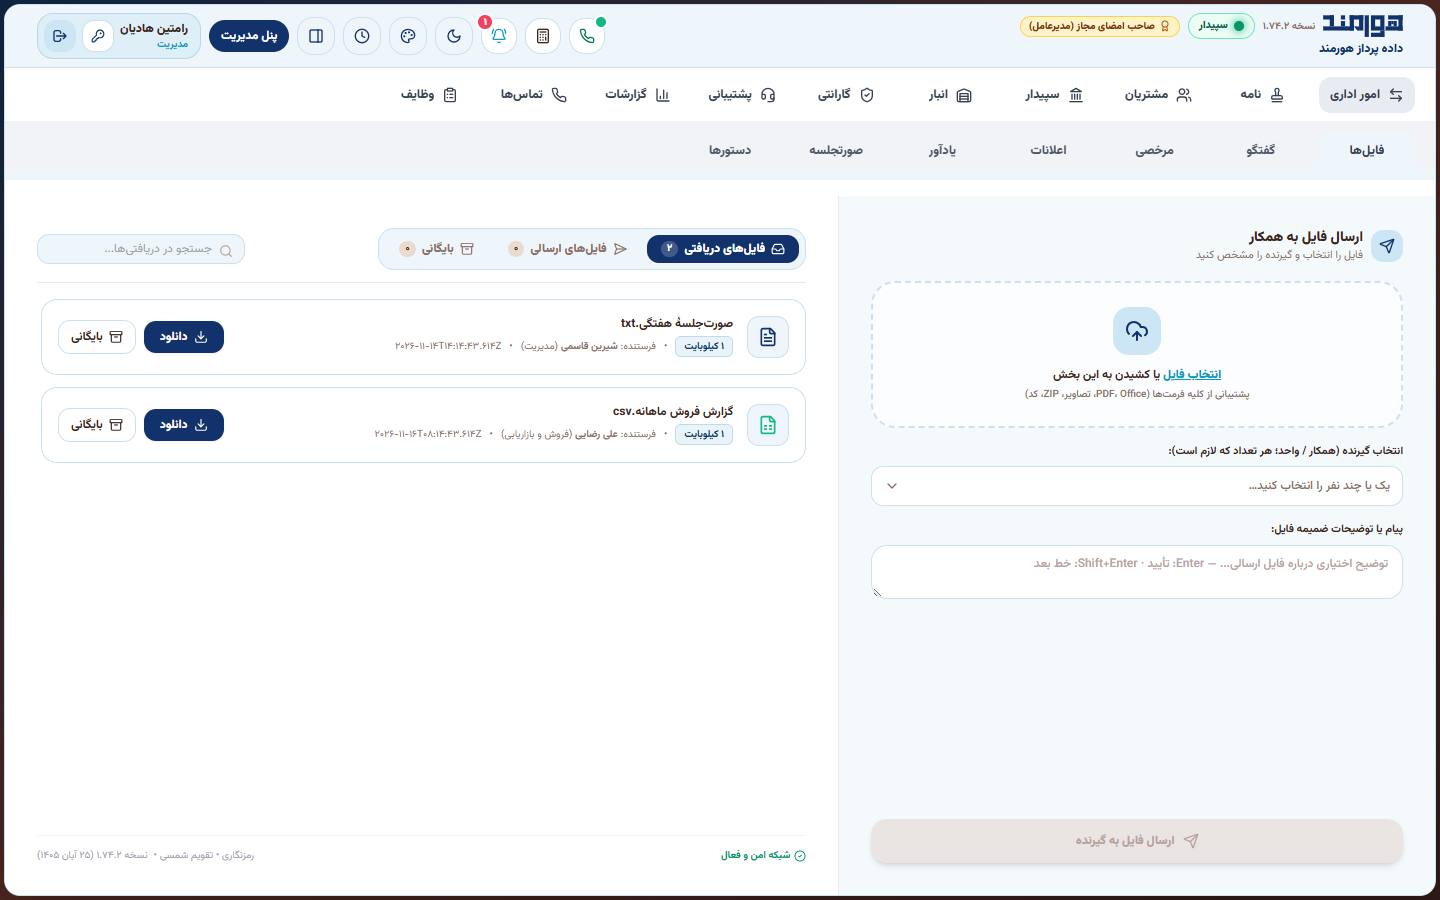 هورمند
داده پرداز هورمند
نسخه ۱.۷۴.۲
سپیدار
صاحب امضای مجاز (مدیرعامل)
۱
پنل مدیریت
رامتین هادیان
مدیریت
امور اداری
نامه
مشتریان
سپیدار
انبار
گارانتی
پشتیبانی
گزارشات
تماس‌ها
وظایف
فایل‌ها
گفتگو
مرخصی
اعلانات
یادآور
صورتجلسه
دستورها
ارسال فایل به همکار
فایل را انتخاب و گیرنده را مشخص کنید
انتخاب فایل یا کشیدن به این بخش
پشتیبانی از کلیه فرمت‌ها (PDF، Office، تصاویر، ZIP، کد)
انتخاب گیرنده (همکار / واحد؛ هر تعداد که لازم است):
یک یا چند نفر را انتخاب کنید...
پیام یا توضیحات ضمیمه فایل:
توضیح اختیاری درباره فایل ارسالی... — Enter: تأیید · Shift+Enter: خط بعد
ارسال فایل به گیرنده
فایل‌های دریافتی ۲
فایل‌های ارسالی ۰
بایگانی ۰
جستجو در دریافتی‌ها...
صورت‌جلسهٔ هفتگی.txt
۱ کیلوبایت • فرستنده: شیرین قاسمی (مدیریت) • ۲۰۲۶-۱۱-۱۴T۱۴:۱۴:۴۳.۶۱۴Z
دانلود
بایگانی
گزارش فروش ماهانه.csv
۱ کیلوبایت • فرستنده: علی رضایی (فروش و بازاریابی) • ۲۰۲۶-۱۱-۱۶T۰۸:۱۴:۴۳.۶۱۴Z
دانلود
بایگانی
شبکه امن و فعال
رمزنگاری • تقویم شمسی • نسخه ۱.۷۴.۲ (۲۵ آبان ۱۴۰۵)